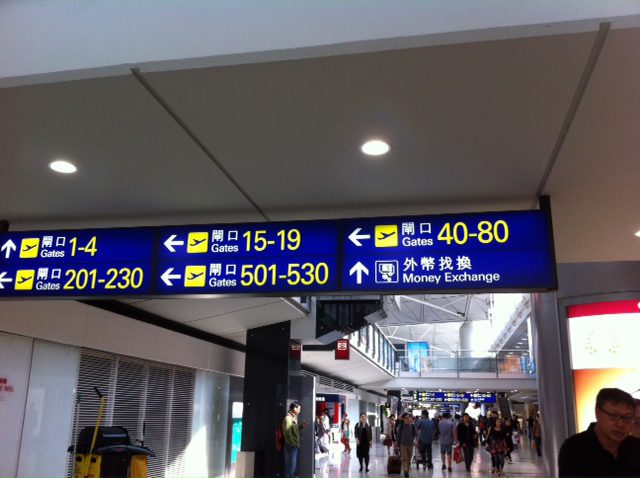 閘口
Gates 1-4
閘口
Gates 201-230
閘口
Gates 15-19
閘口
Gates 501-530
閘口
Gates 40-80
外幣找換
Money Exchange